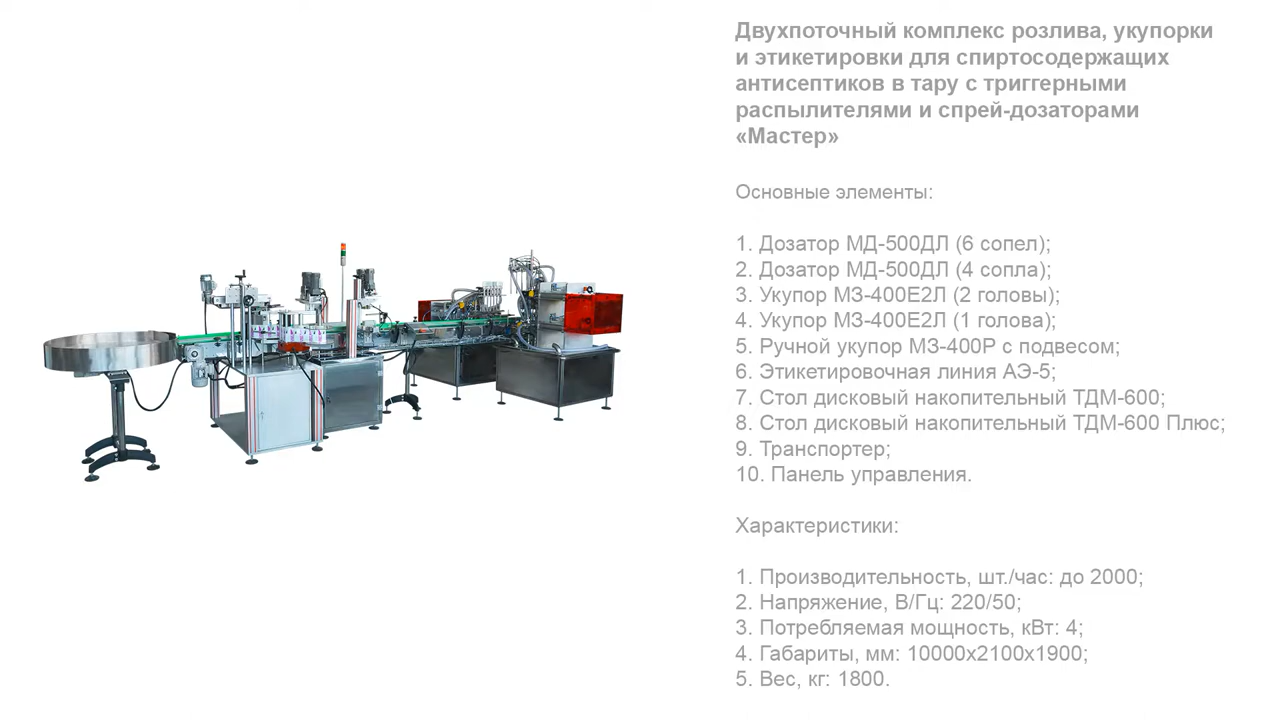 Двухпоточный комплекс розлива, укупорки
и этикетировки для спиртосодержащих
антисептиков в тару с триггерными
распылителями и спрей-дозаторами
«Мастер»
Основные элементы:
1. Дозатор МД-500ДЛ (6 сопел);
2. Дозатор МД-500ДЛ (4 сопла);
3. Укупор МЗ-400Е2Л (2 головы);
4. Укупор МЗ-400Е2Л (1 голова);
5. Ручной укупор МЗ-400Р с подвесом;
6. Этикетировочная линия АЭ-5;
7. Стол дисковый накопительный ТДМ-600;
8. Стол дисковый накопительный ТДМ-600 Плюс;
9. Транспортер;
10. Панель управления.
Характеристики:
1. Производительность, шт./час: до 2000;
2. Напряжение, В/Гц: 220/50;
3. Потребляемая мощность, кВт: 4;
4. Габариты, мм: 10000х2100х1900;
5. Вес, кг: 1800.